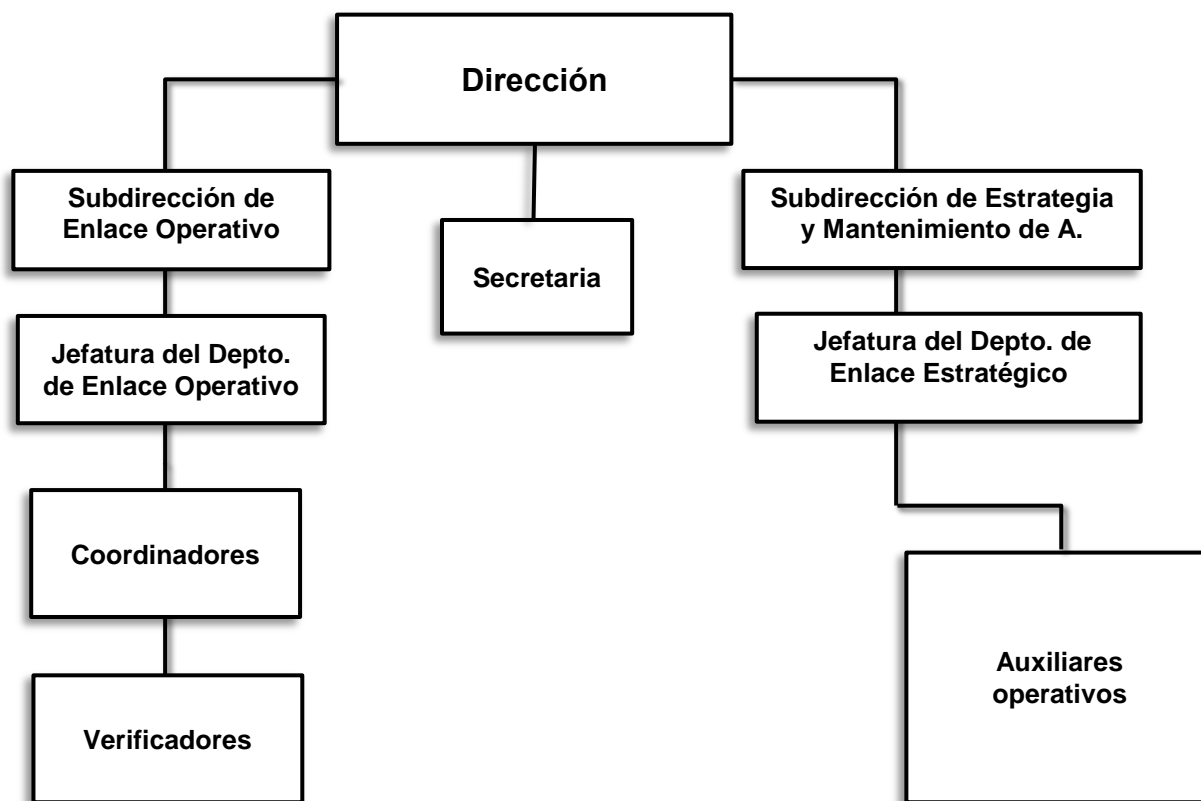 Dirección
Subdirección de
Enlace Operativo
Secretaria
Subdirección de Estrategia
y Mantenimiento de A.
Jefatura del Depto.
de Enlace Operativo
Jefatura del Depto. de
Enlace Estratégico
Coordinadores
Verificadores
Auxiliares
operativos